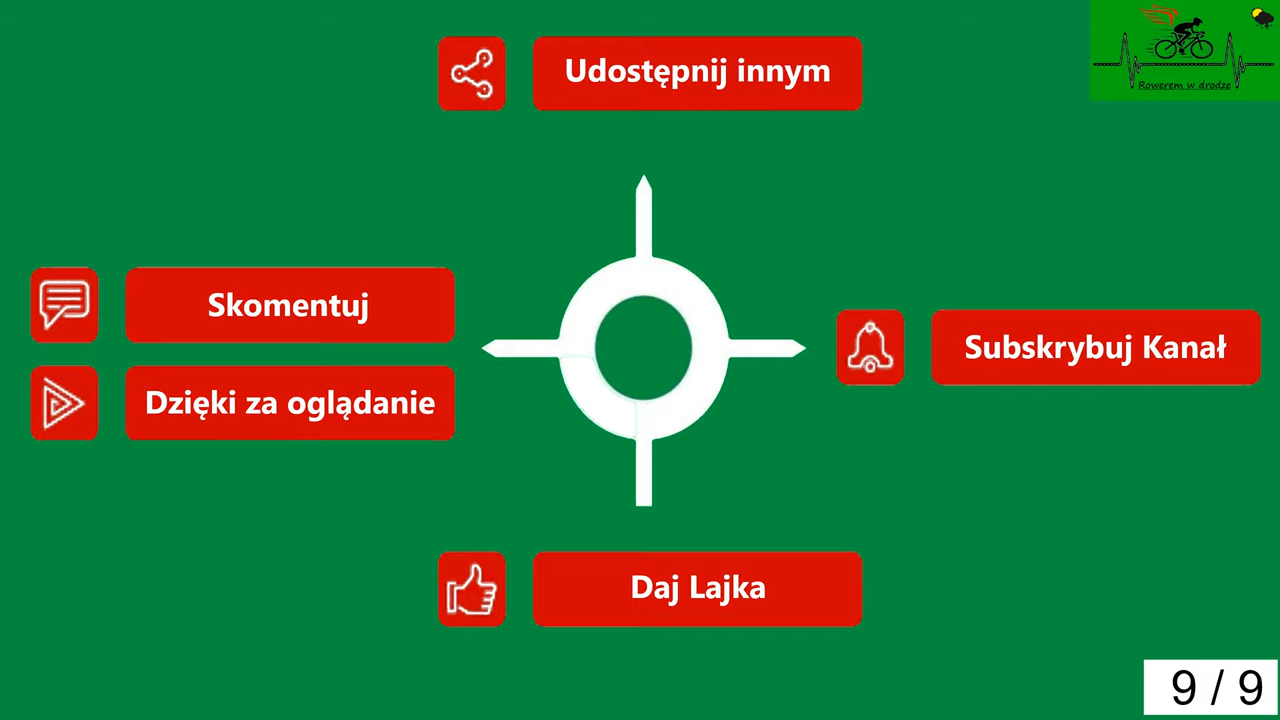 Udostępnij innym
Rowerem w drodze
Skomentuj
Dzięki za oglądanie
Subskrybuj Kanał
Daj Lajka
9 / 9